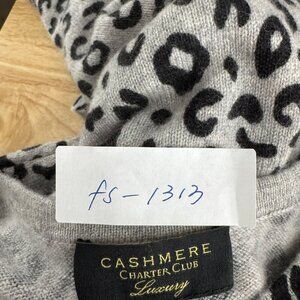 fs-1313
CASHMERE
CHARTER CLUB
Luxury